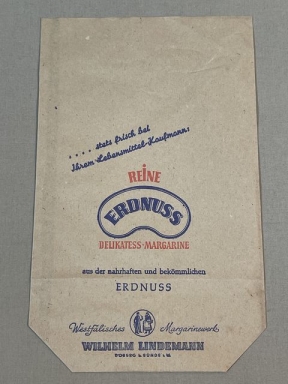 .... stets frisch bei
Ihrem Lebensmittel-Kaufmann:
REINE
ERDNUSS
DELIKATESS-MARGARINE
aus der nahrhaften und bekömmlichen
ERDNUSS
Westfälisches Margarinewerk
WILHELM LINDEMANN
BÜNDE i.W.